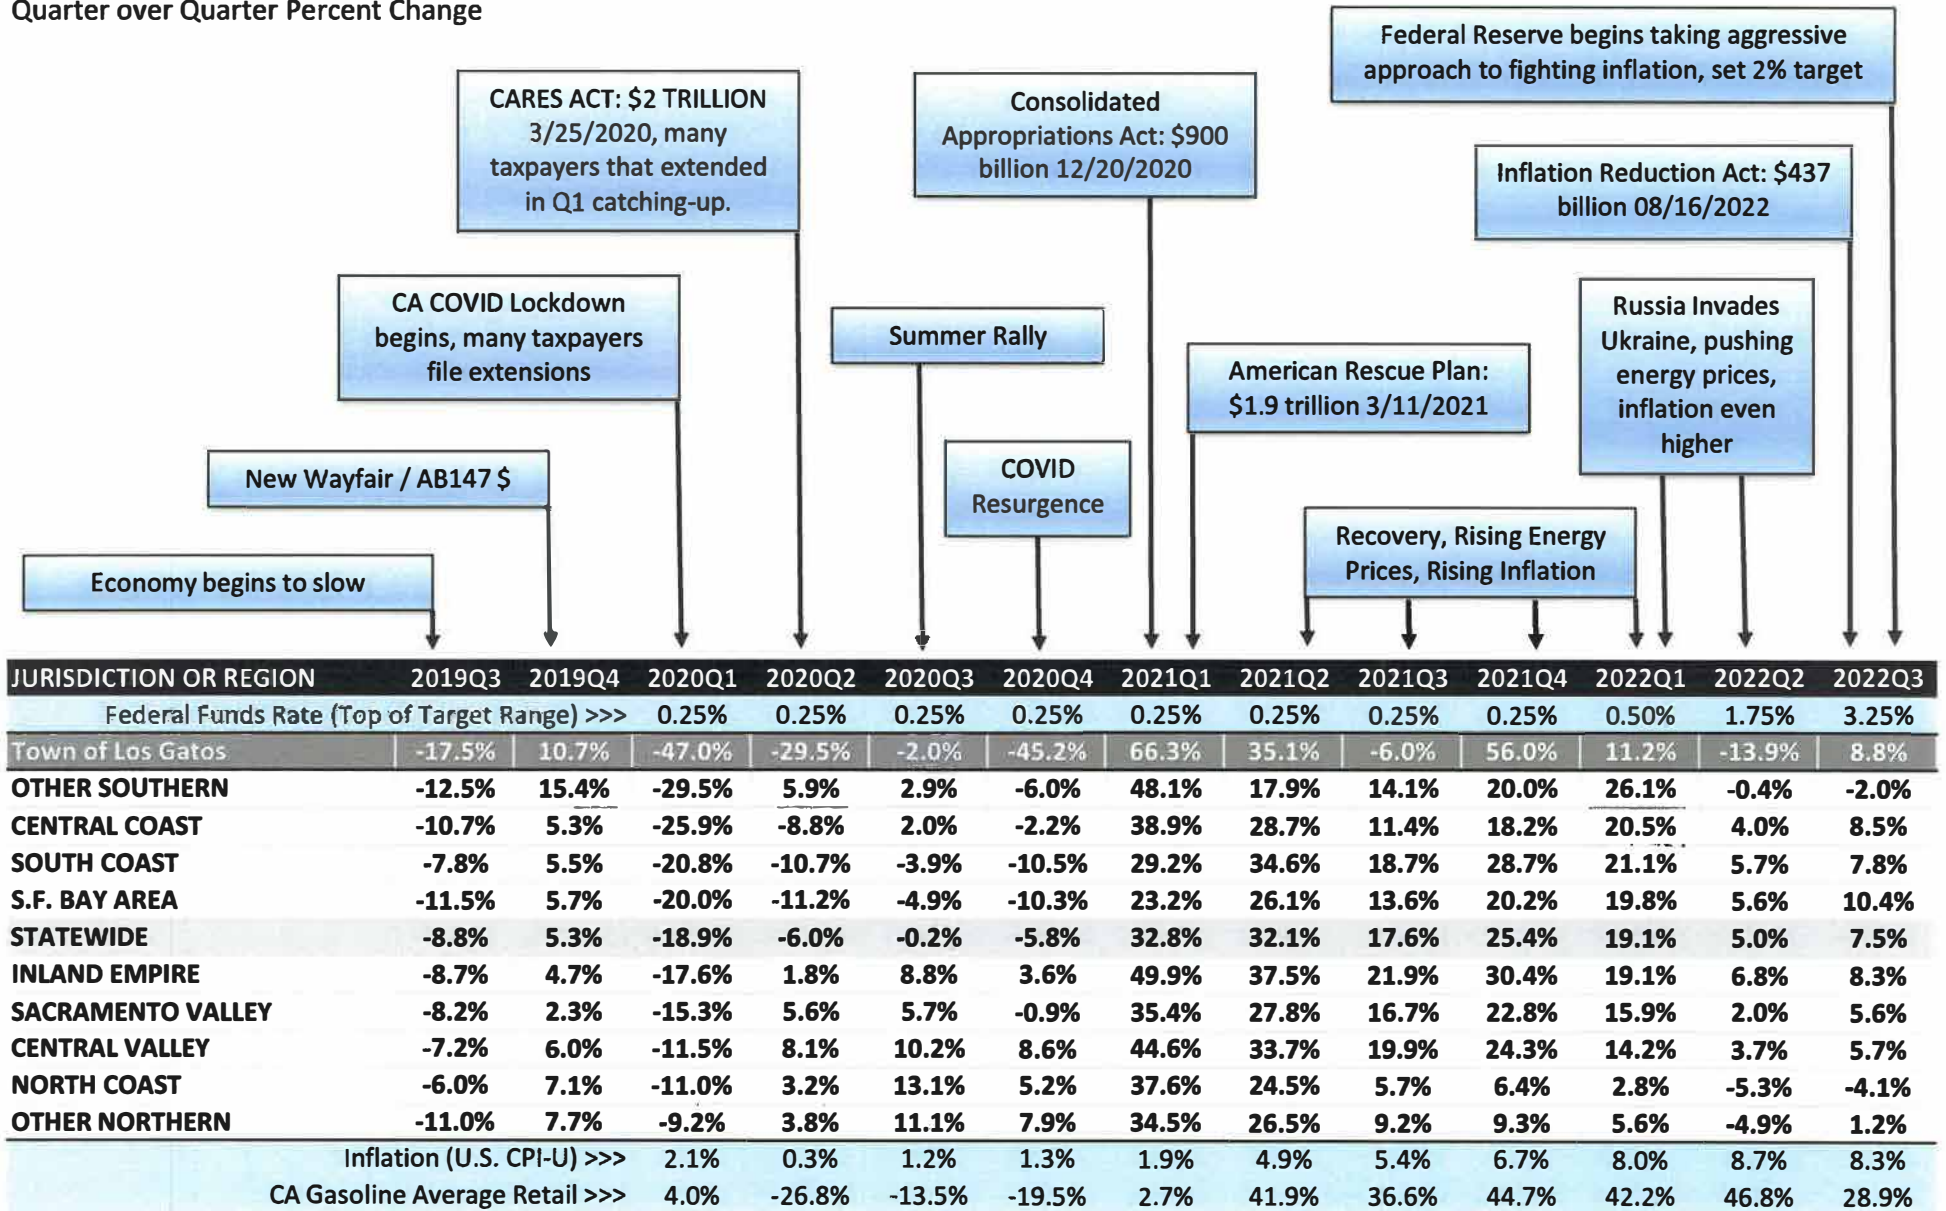 Quarter over Quarter Percent Change
Federal Reserve begins taking aggressive
approach to fighting inflation, set 2% target
CARES ACT: $2 TRILLION
3/25/2020, many
taxpayers that extended
in Q1 catching-up.
Consolidated
Appropriations Act: $900
billion 12/20/2020
Inflation Reduction Act: $437
billion 08/16/2022
CA COVID Lockdown
begins, many taxpayers
file extensions
Summer Rally
Russia Invades
Ukraine, pushing
energy prices,
inflation even
higher
American Rescue Plan:
$1.9 trillion 3/11/2021
New Wayfair / AB147 $
COVID
Resurgence
Recovery, Rising Energy
Prices, Rising Inflation
Economy begins to slow
JURISDICTION OR REGION 2019Q3 2019Q4 2020Q1 2020Q2 2020Q3 2020Q4 2021Q1 2021Q2 2021Q3 2021Q4 2022Q1 2022Q2 2022Q3
Federal Funds Rate (Top of Target Range) >>> 0.25% 0.25% 0.25% 0.25% 0.25% 0.25% 0.25% 0.25% 0.50% 1.75% 3.25%
Town of Los Gatos -17.5% 10.7% -47.0% -29.5% -2.0% -45.2% 66.3% 35.1% -6.0% 56.0% 11.2% -13.9% 8.8%
OTHER SOUTHERN -12.5% 15.4% -29.5% 5.9% 2.9% -6.0% 48.1% 17.9% 14.1% 20.0% 26.1% -0.4% -2.0%
CENTRAL COAST -10.7% 5.3% -25.9% -8.8% 2.0% -2.2% 38.9% 28.7% 11.4% 18.2% 20.5% 4.0% 8.5%
SOUTH COAST -7.8% 5.5% -20.8% -10.7% -3.9% -10.5% 29.2% 34.6% 18.7% 28.7% 21.1% 5.7% 7.8%
S.F. BAY AREA -11.5% 5.7% -20.0% -11.2% -4.9% -10.3% 23.2% 26.1% 13.6% 20.2% 19.8% 5.6% 10.4%
STATEWIDE -8.8% 5.3% -18.9% -6.0% -0.2% -5.8% 32.8% 32.1% 17.6% 25.4% 19.1% 5.0% 7.5%
INLAND EMPIRE -8.7% 4.7% -17.6% 1.8% 8.8% 3.6% 49.9% 37.5% 21.9% 30.4% 19.1% 6.8% 8.3%
SACRAMENTO VALLEY -8.2% 2.3% -15.3% 5.6% 5.7% -0.9% 35.4% 27.8% 16.7% 22.8% 15.9% 2.0% 5.6%
CENTRAL VALLEY -7.2% 6.0% -11.5% 8.1% 10.2% 8.6% 44.6% 33.7% 19.9% 24.3% 14.2% 3.7% 5.7%
NORTH COAST -6.0% 7.1% -11.0% 3.2% 13.1% 5.2% 37.6% 24.5% 5.7% 6.4% 2.8% -5.3% -4.1%
OTHER NORTHERN -11.0% 7.7% -9.2% 3.8% 11.1% 7.9% 34.5% 26.5% 9.2% 9.3% 5.6% -4.9% 1.2%
Inflation (U.S. CPI-U) >>> 2.1% 0.3% 1.2% 1.3% 1.9% 4.9% 5.4% 6.7% 8.0% 8.7% 8.3%
CA Gasoline Average Retail >>> 4.0% -26.8% -13.5% -19.5% 2.7% 41.9% 36.6% 44.7% 42.2% 46.8% 28.9%